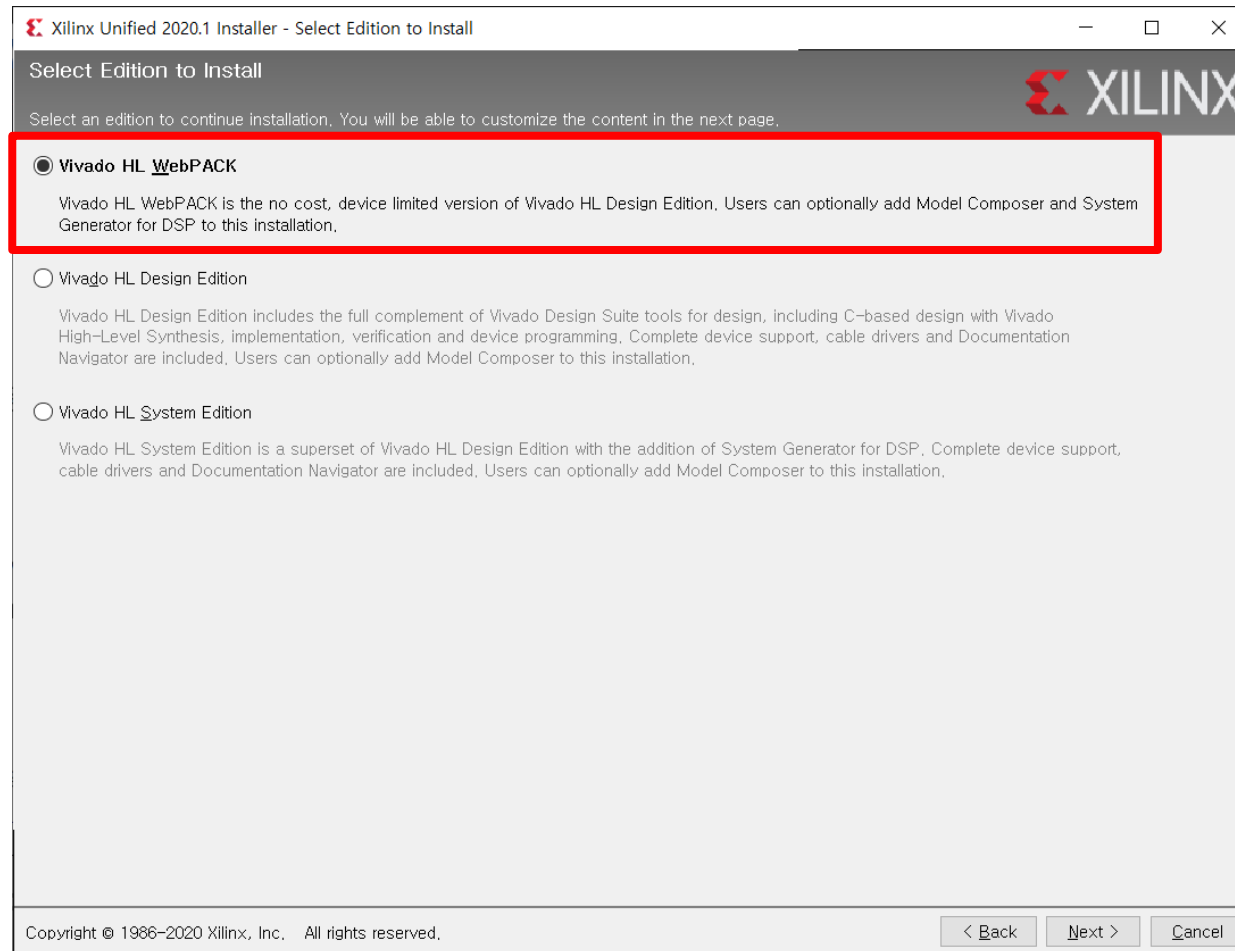 Xilinx Unified 2020.1 Installer - Select Edition to Install
Select Edition to Install
XILINX
Select an edition to continue installation. You will be able to customize the content in the next page.
Vivado HL WebPACK
Vivado HL WebPACK is the no cost, device limited version of Vivado HL Design Edition. Users can optionally add Model Composer and System
Generator for DSP to this installation.
Vivado HL Design Edition
Vivado HL Design Edition includes the full complement of Vivado Design Suite tools for design, including C-based design with Vivado
High-Level Synthesis, implementation, verification and device programming. Complete device support, cable drivers and Documentation
Navigator are included. Users can optionally add Model Composer to this installation.
Vivado HL System Edition
Vivado HL System Edition is a superset of Vivado HL Design Edition with the addition of System Generator for DSP. Complete device support,
cable drivers and Documentation Navigator are included. Users can optionally add Model Composer to this installation.
Copyright © 1986-2020 Xilinx, Inc. All rights reserved.
< Back
Next >
Cancel